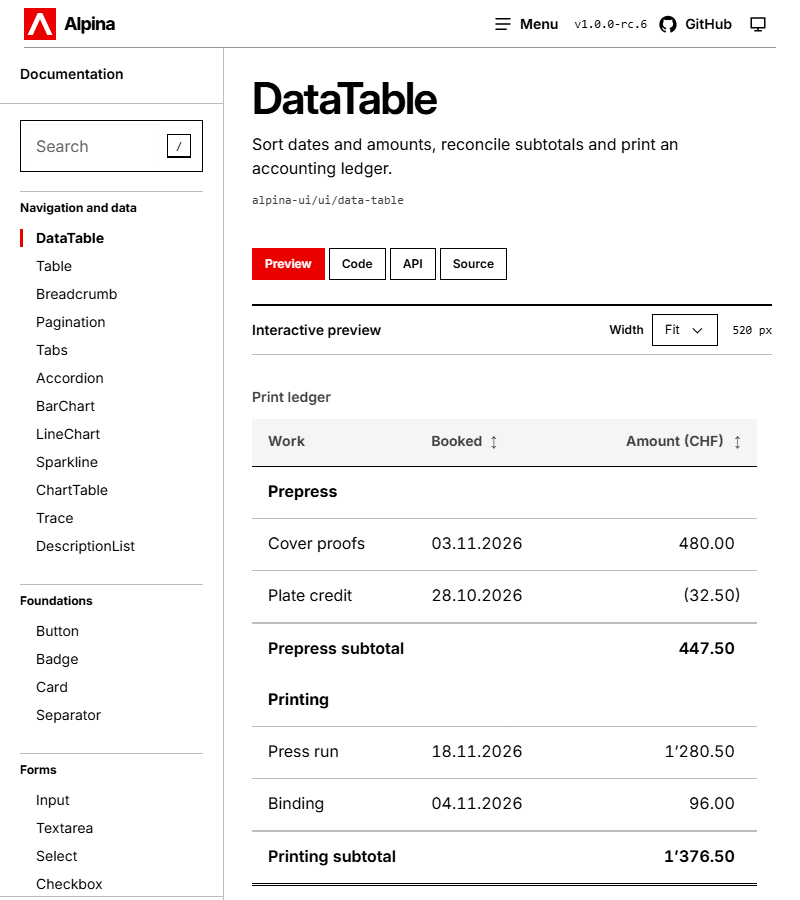 Alpina
Menu v1.0.0-rc.6 GitHub
Documentation
Search /
Navigation and data
DataTable
Table
Breadcrumb
Pagination
Tabs
Accordion
BarChart
LineChart
Sparkline
ChartTable
Trace
DescriptionList
Foundations
Button
Badge
Card
Separator
Forms
Input
Textarea
Select
Checkbox
DataTable
Sort dates and amounts, reconcile subtotals and print an
accounting ledger.
alpina-ui/ui/data-table
Preview Code API Source
Interactive preview Width Fit 520 px
Print ledger
Work Booked ↕ Amount (CHF) ↕
Prepress
Cover proofs 03.11.2026 480.00
Plate credit 28.10.2026 (32.50)
Prepress subtotal 447.50
Printing
Press run 18.11.2026 1’280.50
Binding 04.11.2026 96.00
Printing subtotal 1’376.50